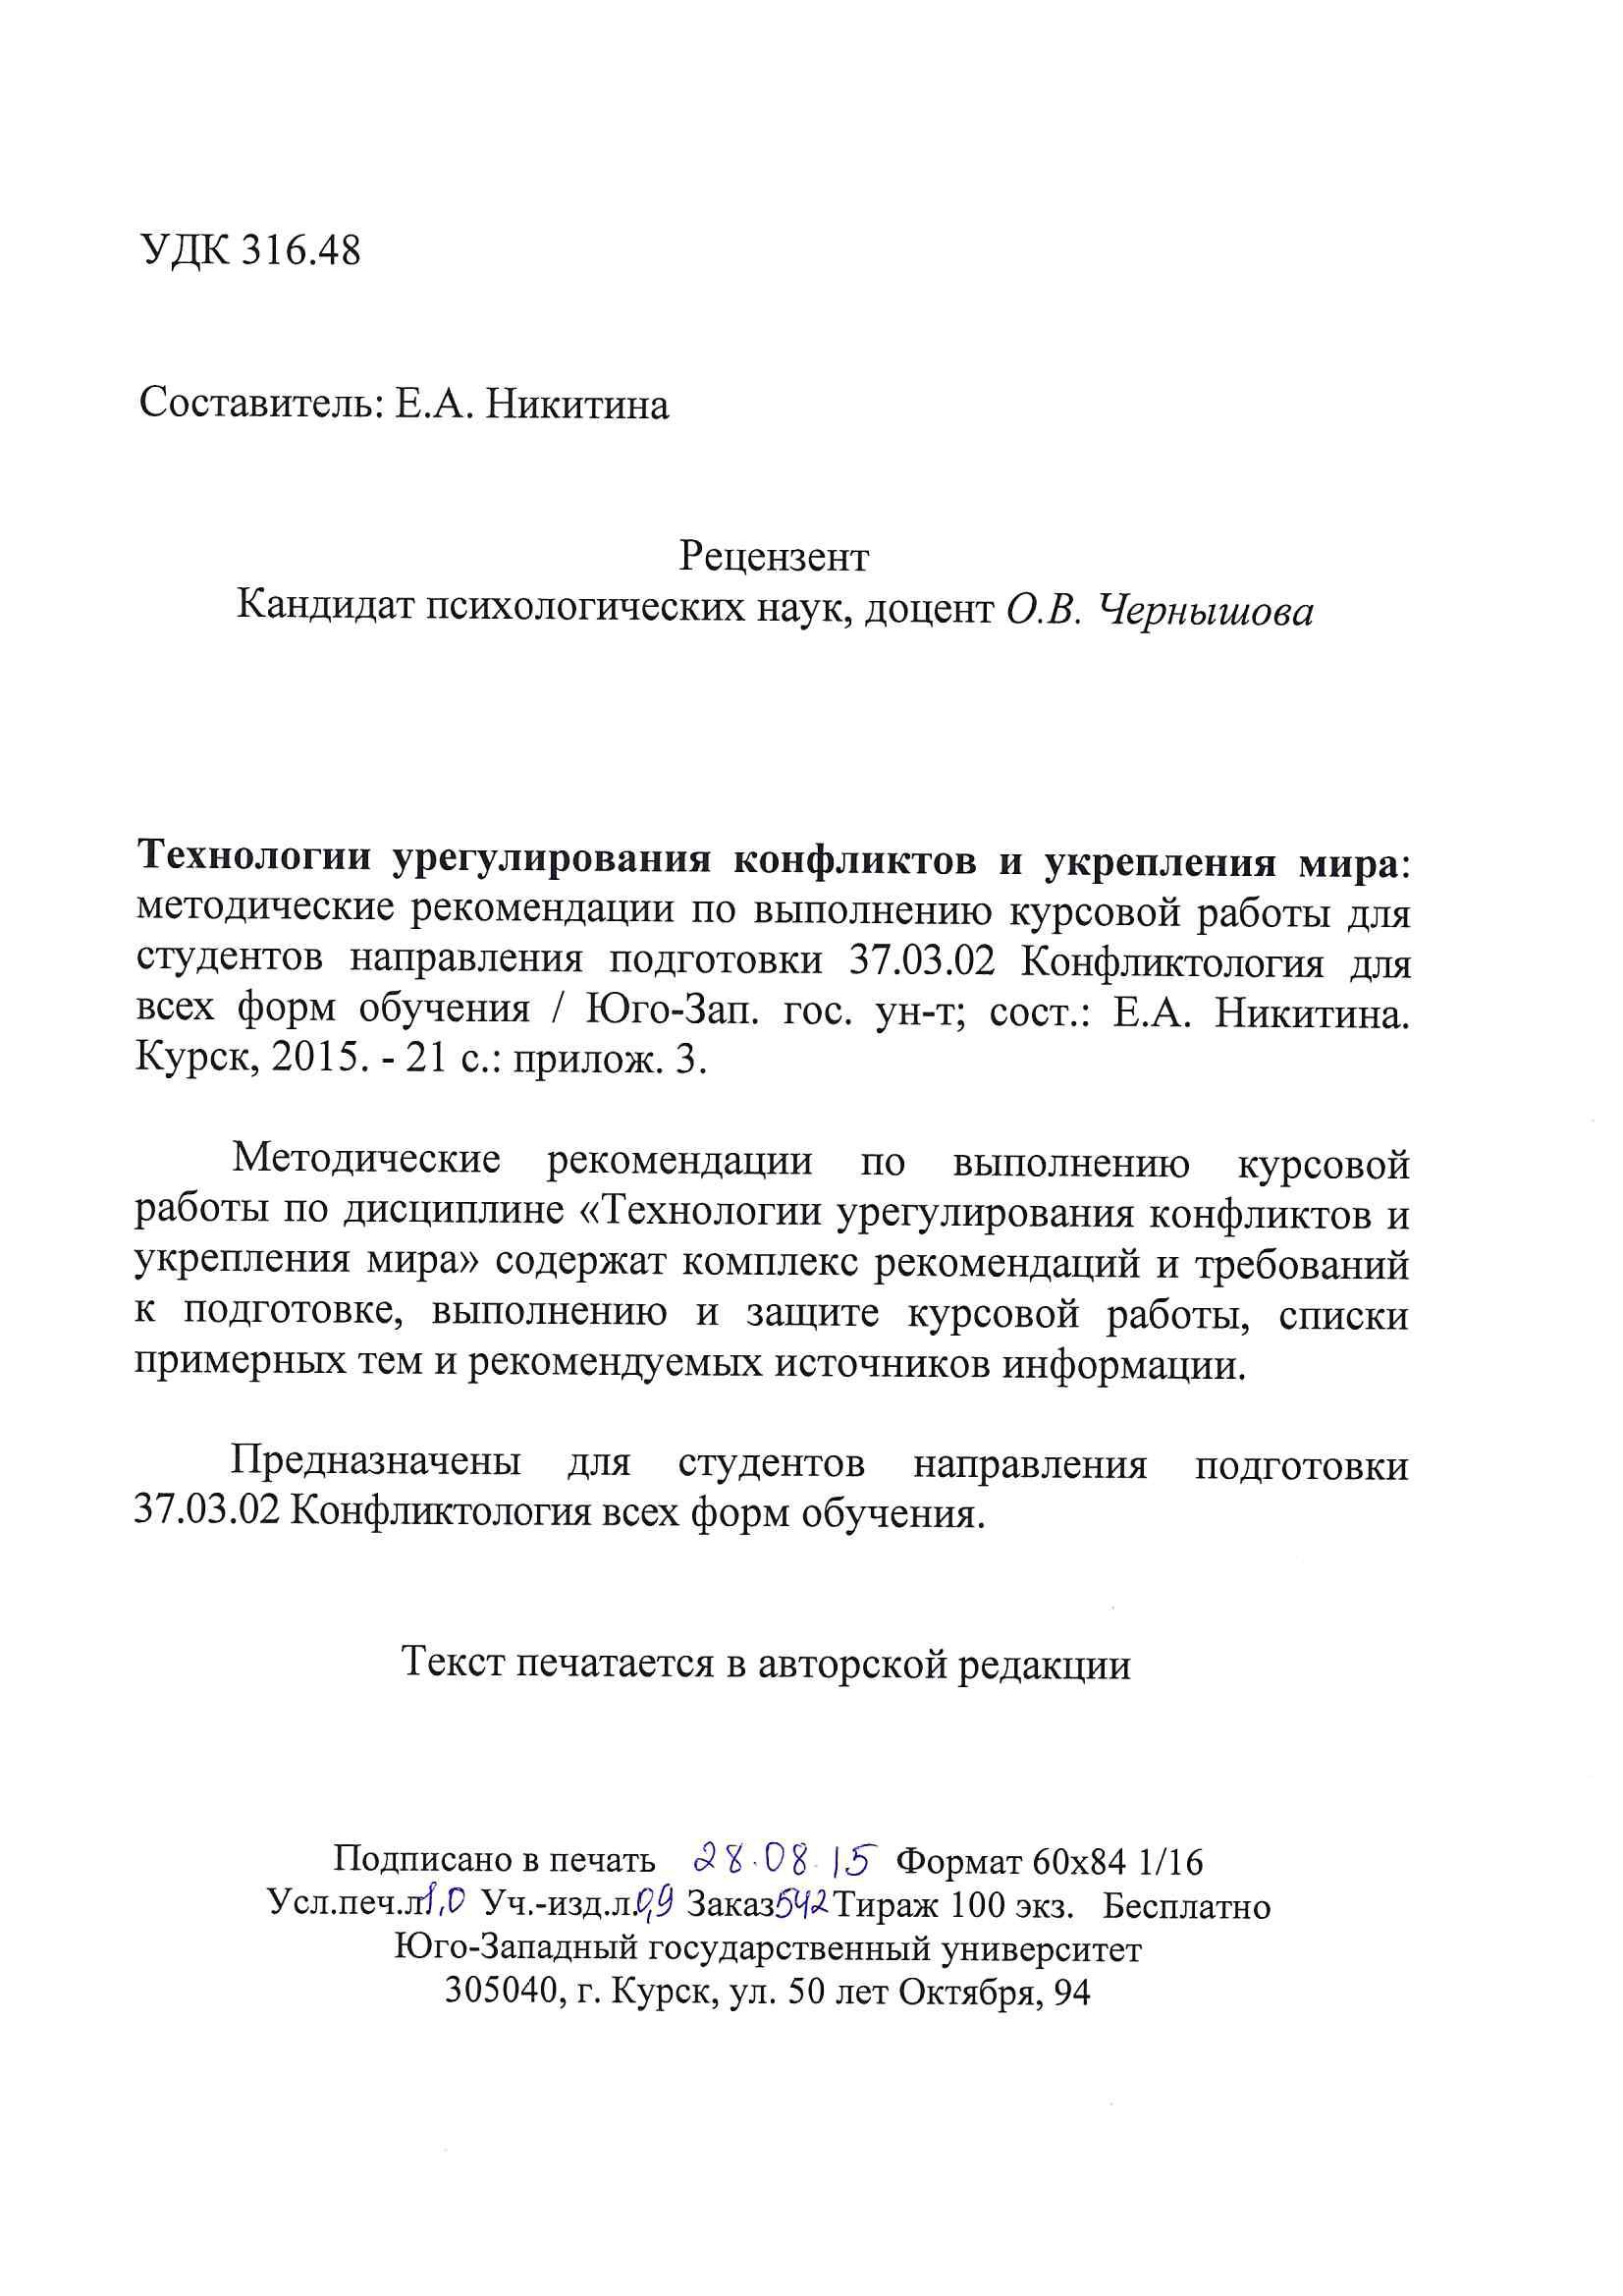 УДК 316.48
Составитель: Е.А. Никитина
Рецензент
Кандидат психологических наук, доцент О.В. Чернышова
Технологии урегулирования конфликтов и укрепления мира:
методические рекомендации по выполнению курсовой работы для
студентов направления подготовки 37.03.02 Конфликтология для
всех форм обучения / Юго-Зап. гос. ун-т; сост.: Е.А. Никитина.
Курск, 2015. - 21 с.: прилож. 3.
Методические рекомендации по выполнению курсовой
работы по дисциплине «Технологии урегулирования конфликтов и
укрепления мира» содержат комплекс рекомендаций и требований
к подготовке, выполнению и защите курсовой работы, списки
примерных тем и рекомендуемых источников информации.
Предназначены для студентов направления подготовки
37.03.02 Конфликтология всех форм обучения.
Текст печатается в авторской редакции
Подписано в печать 28.08.15 Формат 60х84 1/16
Усл.печ.л1,0 Уч.-изд.л.0,9 Заказ542Тираж 100 экз. Бесплатно
Юго-Западный государственный университет
305040, г. Курск, ул. 50 лет Октября, 94